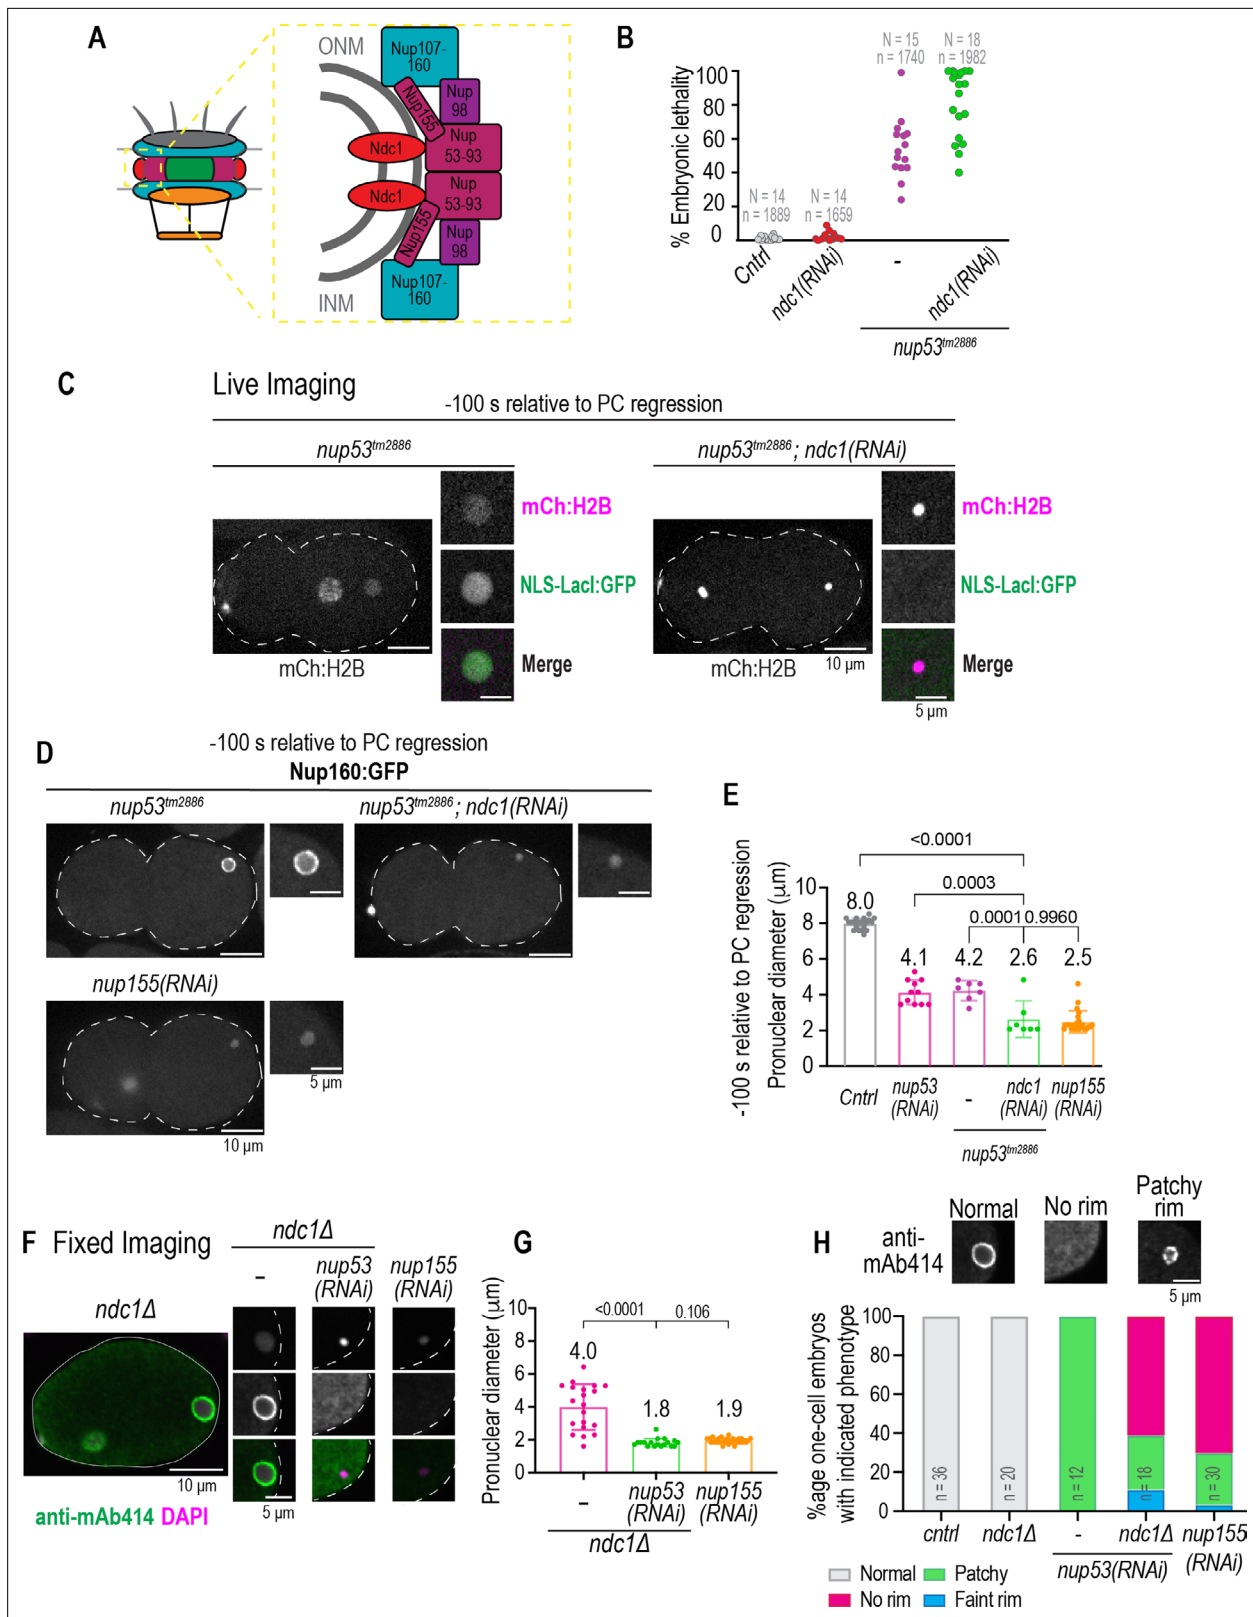 A
ONM
Nup107-
160
Nup155
Nup
98
Ndc1
Nup
53-93
Ndc1
Nup
53-93
Nup155
Nup
98
Nup107-
160
INM
B
% Embryonic lethality
100
80
60
40
20
0
N = 14
n = 1889
N = 14
n = 1659
N = 15
n = 1740
N = 18
n = 1982
Cntrl
ndc1(RNAi)
-
ndc1(RNAi)
nup53tm2886
C
Live Imaging
-100 s relative to PC regression
nup53tm2886
nup53tm2886; ndc1(RNAi)
mCh:H2B
NLS-LacI:GFP
Merge
mCh:H2B
mCh:H2B
NLS-LacI:GFP
Merge
mCh:H2B
10 µm
5 µm
D
-100 s relative to PC regression
Nup160:GFP
nup53tm2886
nup53tm2886; ndc1(RNAi)
nup155(RNAi)
5 µm
10 µm
E
-100 s relative to PC regression
Pronuclear diameter (µm)
10
8
6
4
2
0
<0.0001
0.0003
0.0001
0.9960
8.0
4.1
4.2
2.6
2.5
Cntrl
nup53
(RNAi)
-
ndc1
(RNAi)
nup155
(RNAi)
nup53tm2886
F
Fixed Imaging
ndc1Δ
ndc1Δ
-
nup53
(RNAi)
nup155
(RNAi)
10 µm
5 µm
anti-mAb414 DAPI
G
Pronuclear diameter (µm)
10
8
6
4
2
0
<0.0001
0.106
4.0
1.8
1.9
-
nup53
(RNAi)
nup155
(RNAi)
ndc1Δ
H
anti-
mAb414
Normal
No rim
Patchy
rim
5 µm
%age one-cell embryos
with indicated phenotype
100
80
60
40
20
0
n = 36
n = 20
n = 12
n = 18
n = 30
cntrl
ndc1Δ
-
ndc1Δ
nup155
(RNAi)
nup53(RNAi)
Normal
Patchy
No rim
Faint rim